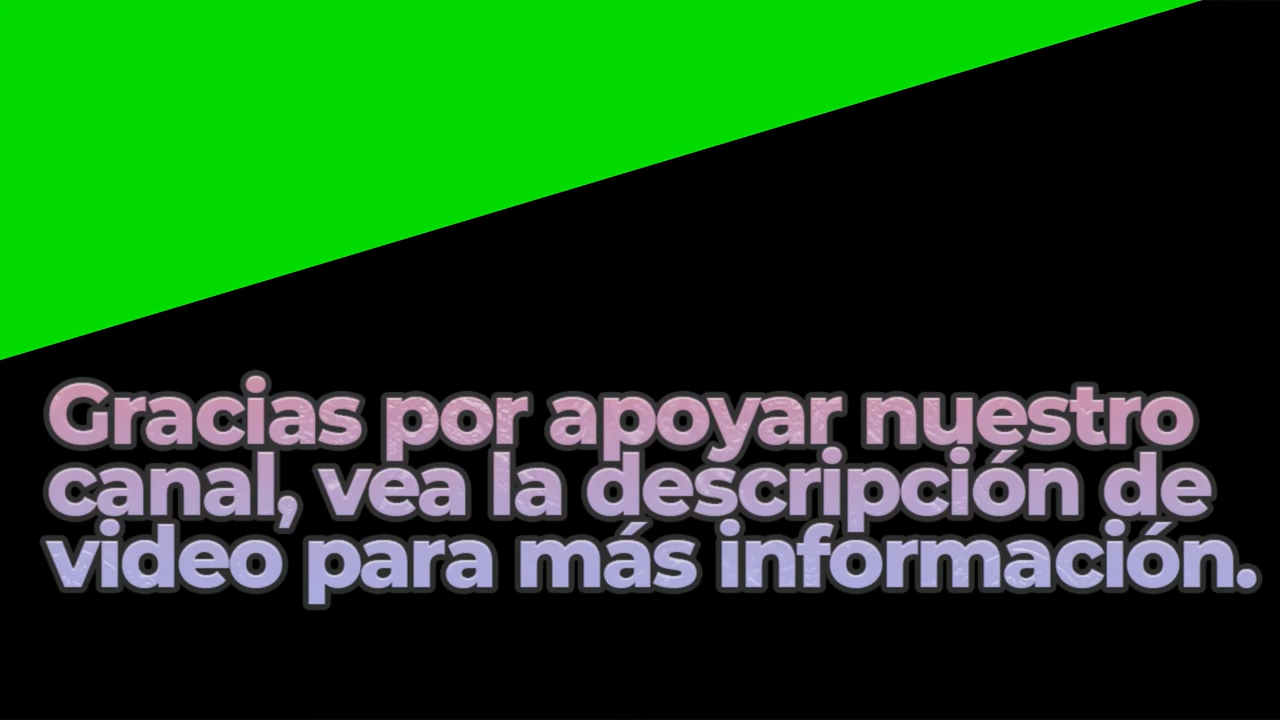 Gracias por apoyar nuestro
canal, vea la descripción de
video para más información.